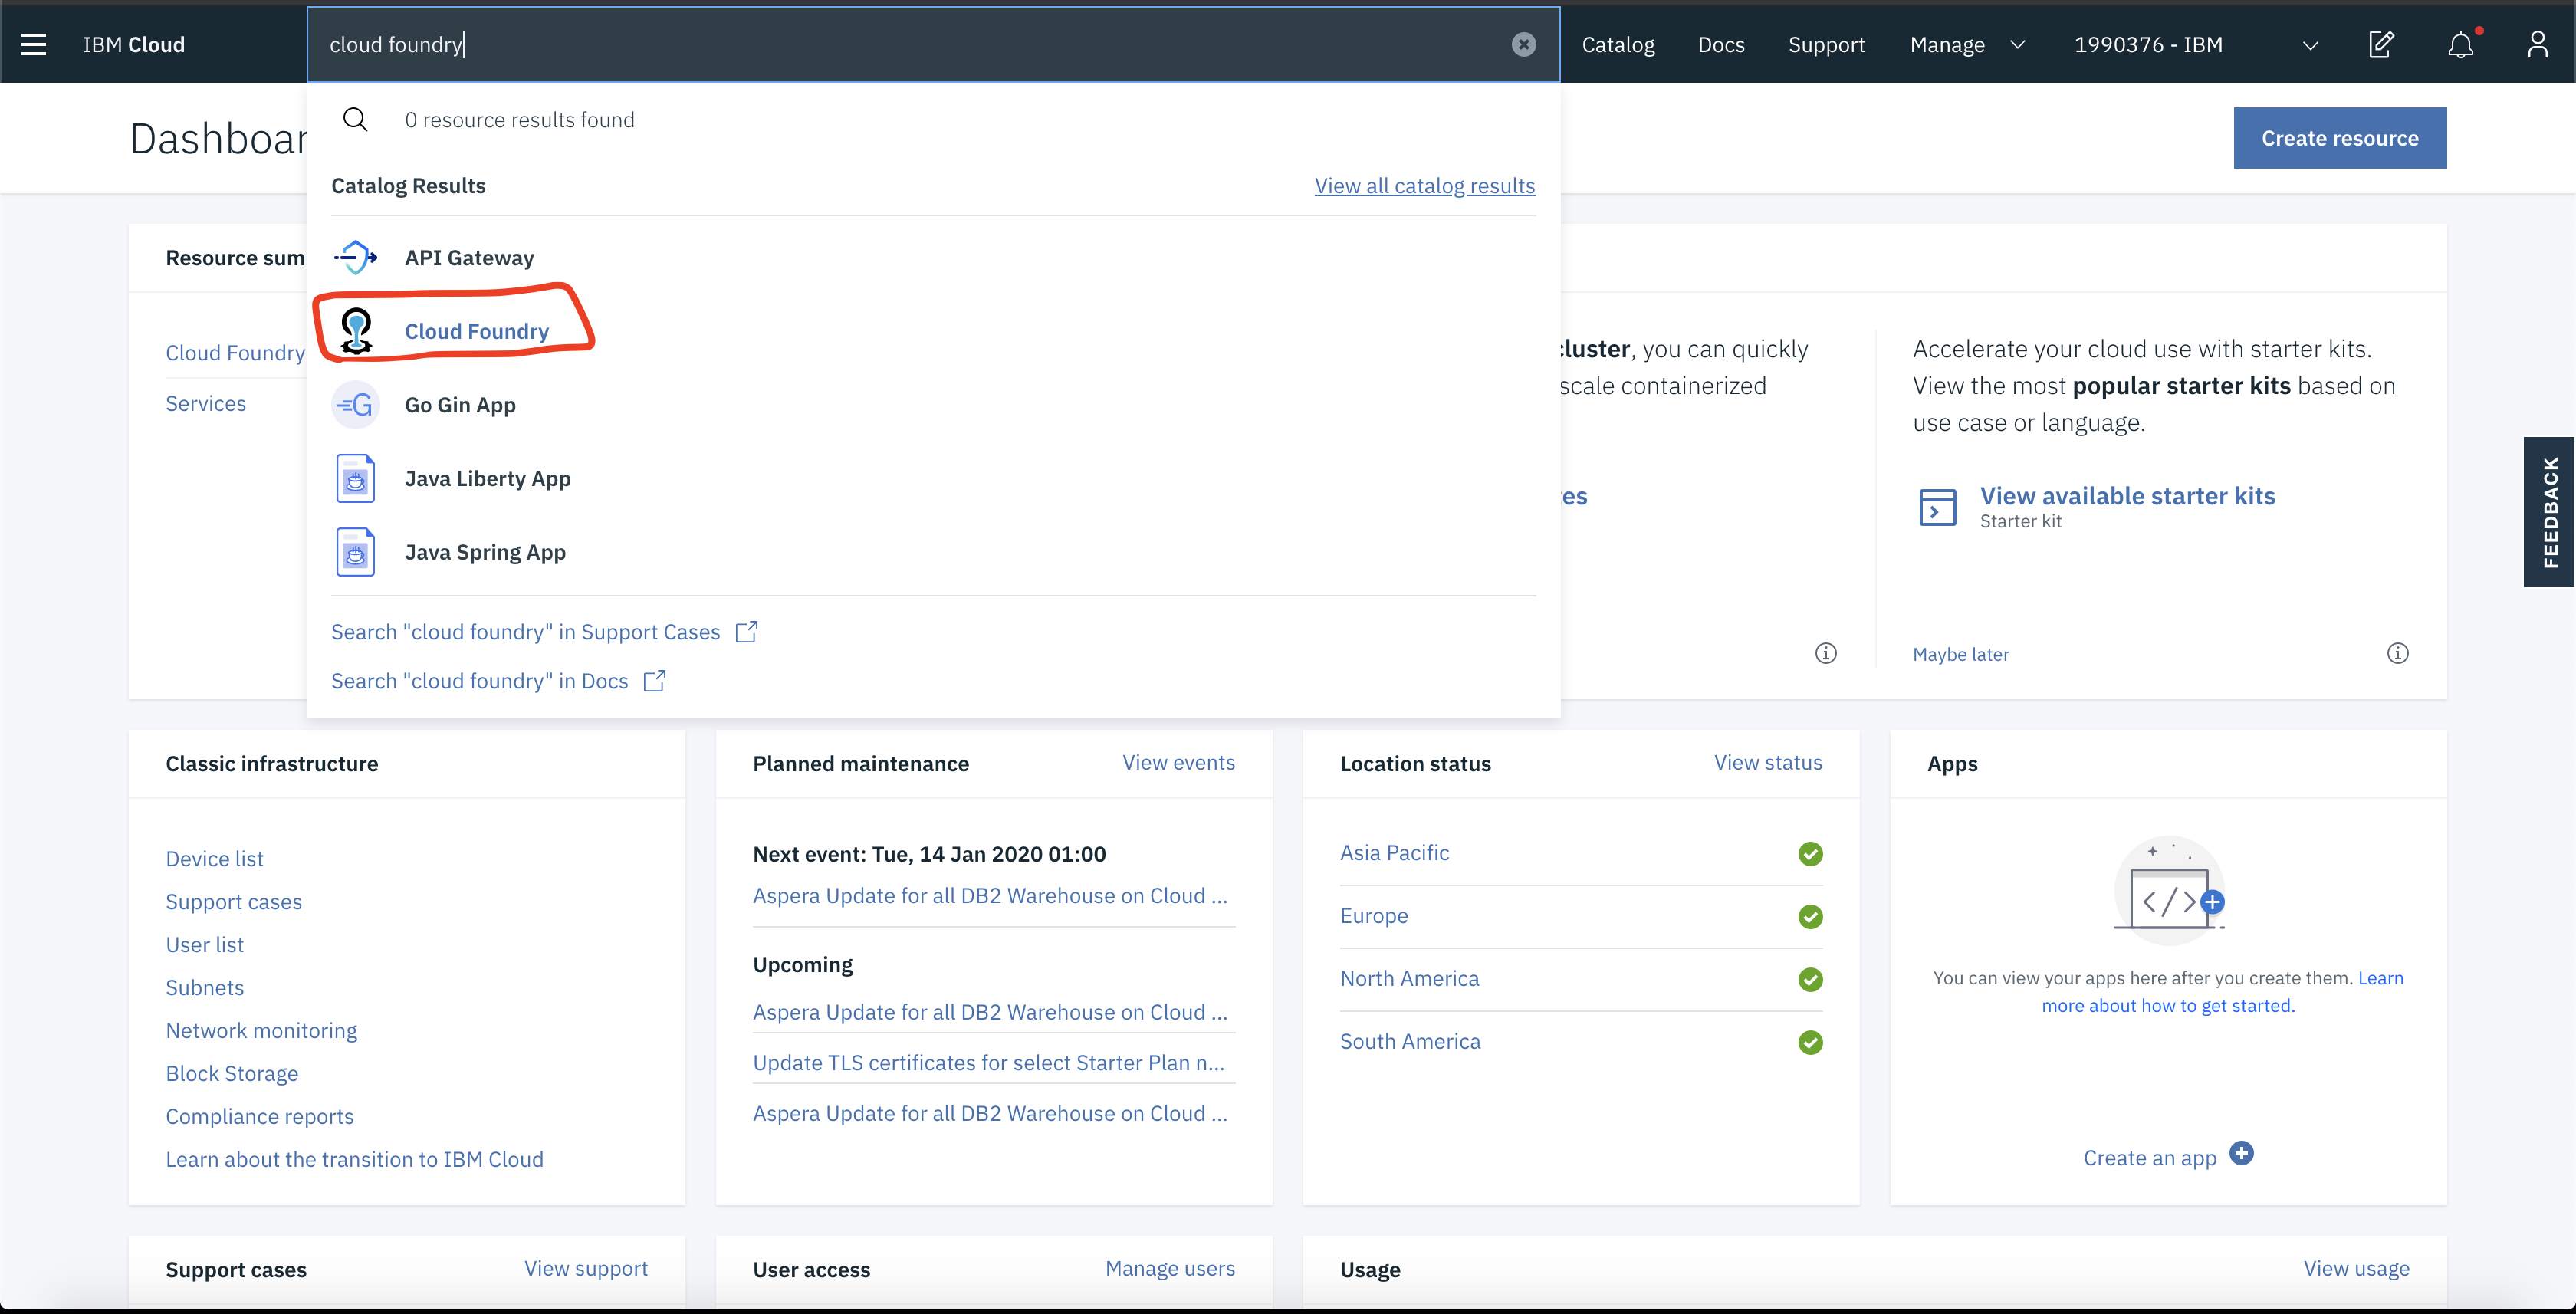 IBM Cloud
cloud foundry
Catalog
Docs
Support
Manage
1990376 - IBM
0 resource results found
Catalog Results
View all catalog results
API Gateway
Cloud Foundry
Go Gin App
Java Liberty App
Java Spring App
Search "cloud foundry" in Support Cases
Search "cloud foundry" in Docs
Create resource
Resource
Cloud Foundry
Services
, you can quickly
scale containerized
Accelerate your cloud use with starter kits.
View the most popular starter kits based on
use case or language.
View available starter kits
Starter kit
Maybe later
FEEDBACK
Classic infrastructure
Device list
Support cases
User list
Subnets
Network monitoring
Block Storage
Compliance reports
Learn about the transition to IBM Cloud
Planned maintenance
View events
Next event: Tue, 14 Jan 2020 01:00
Aspera Update for all DB2 Warehouse on Cloud ...
Upcoming
Aspera Update for all DB2 Warehouse on Cloud ...
Update TLS certificates for select Starter Plan n...
Aspera Update for all DB2 Warehouse on Cloud ...
Location status
View status
Asia Pacific
Europe
North America
South America
Apps
</>
You can view your apps here after you create them. Learn
more about how to get started.
Create an app
Support cases
View support
User access
Manage users
Usage
View usage